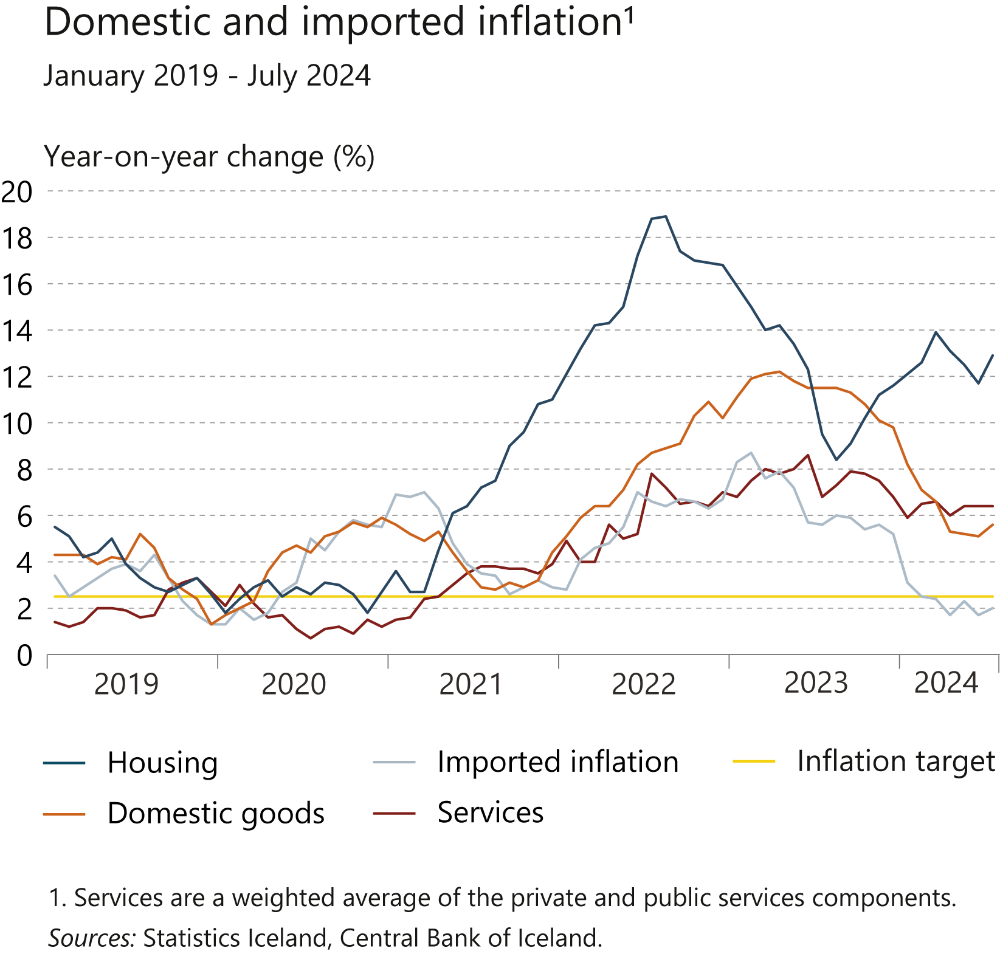 Domestic and imported inflation¹
January 2019 - July 2024
Year-on-year change (%)
20
18
16
14
12
10
8
6
4
2
0
2019 2020 2021 2022 2023 2024
Housing Imported inflation Inflation target
Domestic goods Services
1. Services are a weighted average of the private and public services components.
Sources: Statistics Iceland, Central Bank of Iceland.